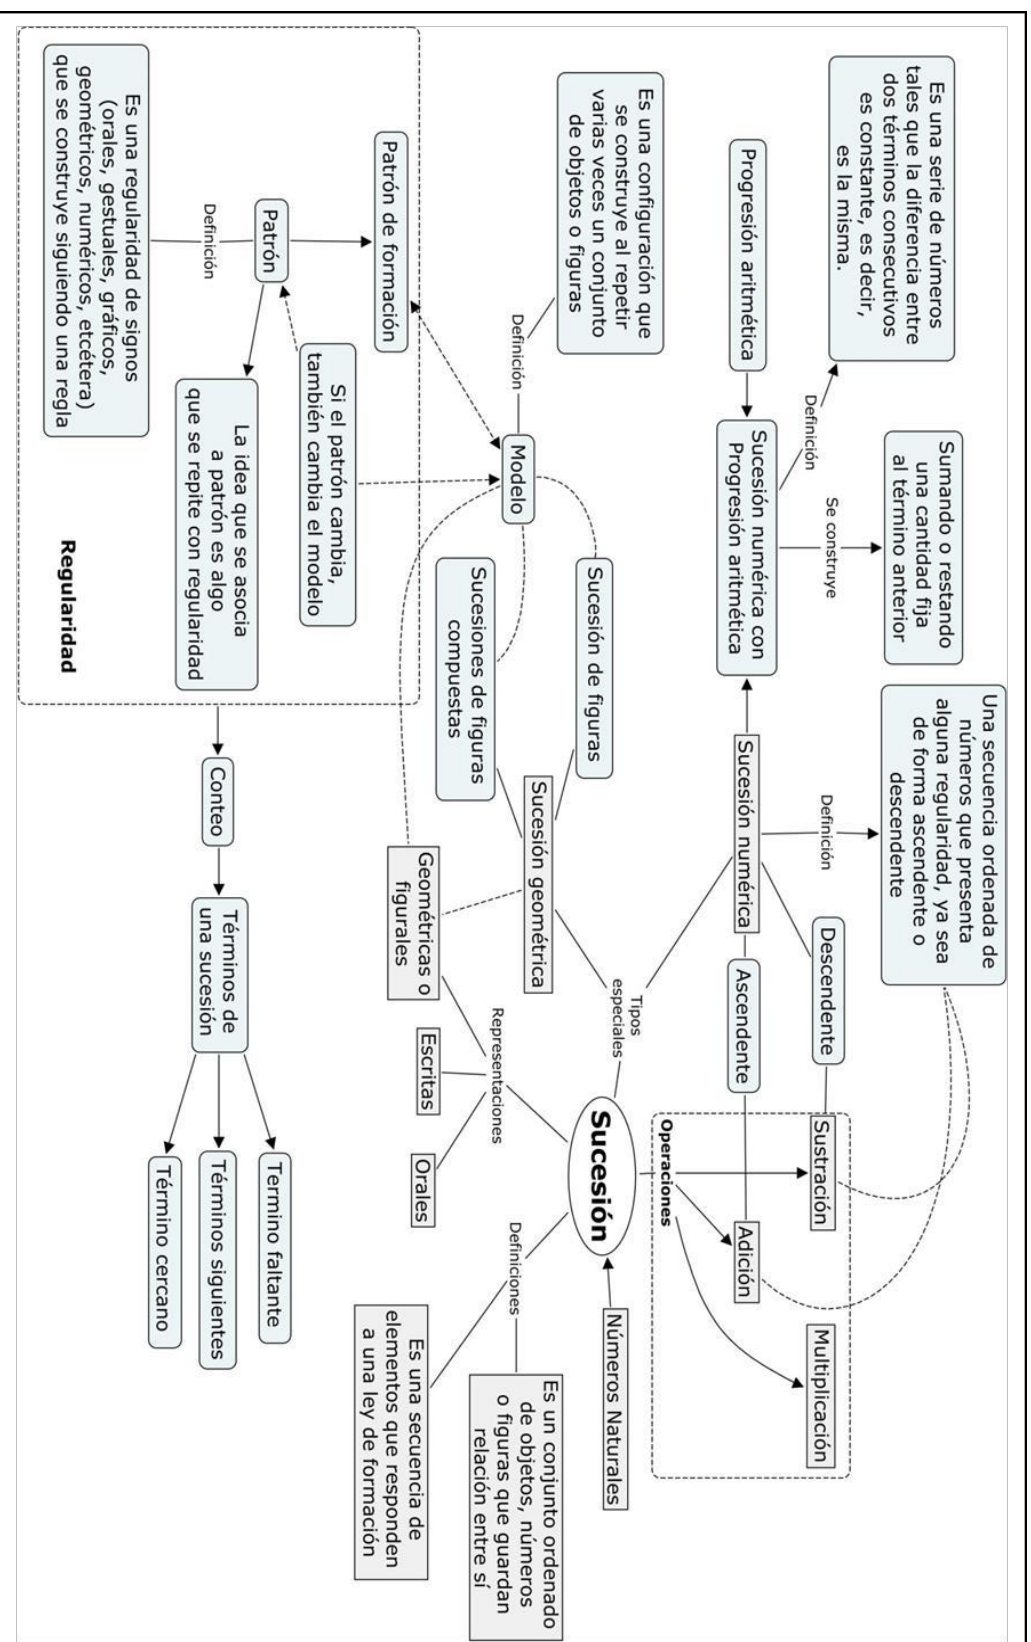 Es una serie de números
tales que la diferencia entre
dos términos consecutivos
es constante, es decir,
es la misma.
Sumando o restando
una cantidad fija
al término anterior
Una secuencia ordenada de
números que presenta
alguna regularidad, ya sea
de forma ascendente o
descendente
Definición
Se construye
Definición
Descendente
Sustración
Multiplicación
Progresión aritmética
Sucesión numérica con
Progresión aritmética
Sucesión numérica
Ascendente
Adición
Operaciones
Es una configuración que
se construye al repetir
varias veces un conjunto
de objetos o figuras
Definición
Modelo
Sucesión de figuras
Sucesiones de figuras
compuestas
Sucesión geométrica
Tipos
especiales
Sucesión
Números Naturales
Geométricas o
figurales
Representaciones
Escritas
Orales
Definiciones
Es un conjunto ordenado
de objetos, números
o figuras que guardan
relación entre sí
Es una secuencia de
elementos que responden
a una ley de formación
Patrón de formación
Si el patrón cambia,
también cambia el modelo
Patrón
Definición
La idea que se asocia
a patrón es algo
que se repite con regularidad
Es una regularidad de signos
(orales, gestuales, gráficos,
geométricos, numéricos, etcétera)
que se construye siguiendo una regla
Regularidad
Conteo
Términos de
una sucesión
Termino faltante
Términos siguientes
Término cercano